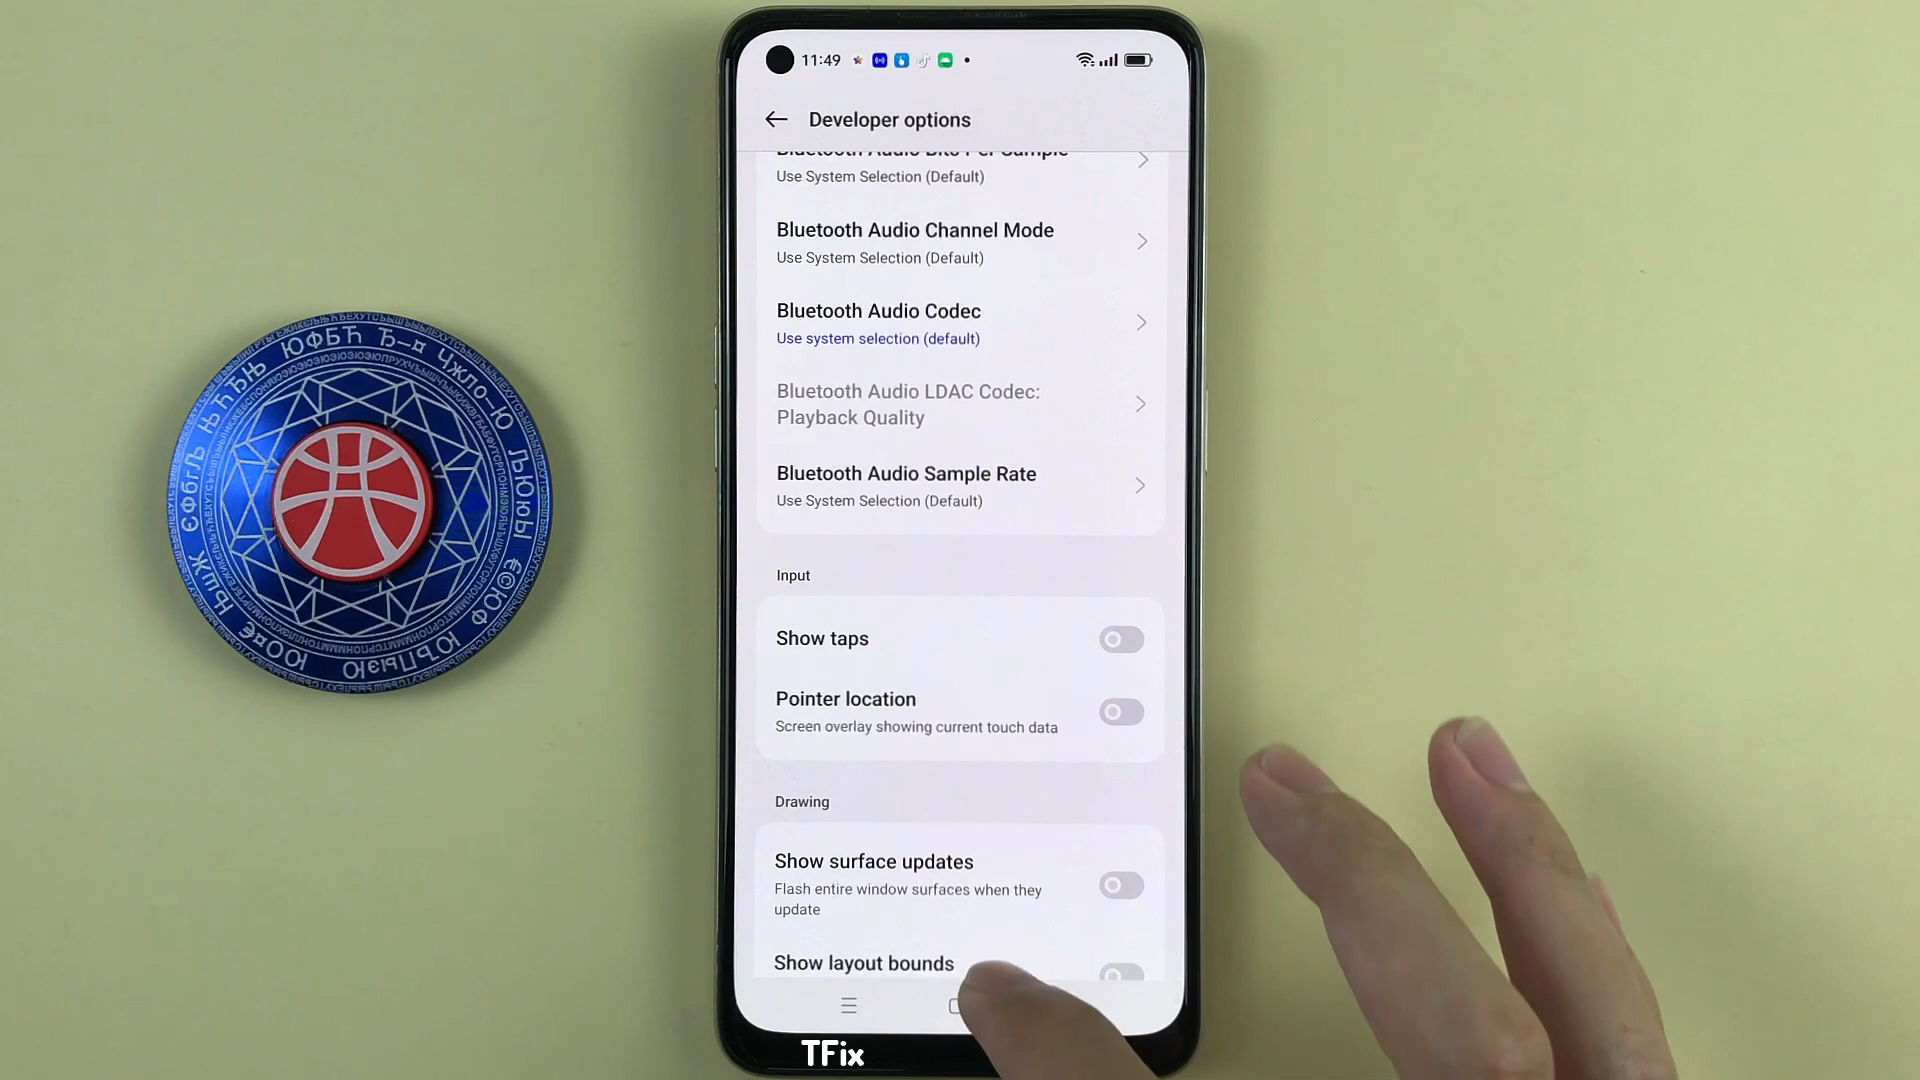 11:49
Developer options
Bluetooth Audio Bits Per Sample
Use System Selection (Default)
Bluetooth Audio Channel Mode
Use System Selection (Default)
Bluetooth Audio Codec
Use system selection (default)
Bluetooth Audio LDAC Codec:
Playback Quality
Bluetooth Audio Sample Rate
Use System Selection (Default)
Input
Show taps
Pointer location
Screen overlay showing current touch data
Drawing
Show surface updates
Flash entire window surfaces when they
update
Show layout bounds
TFix